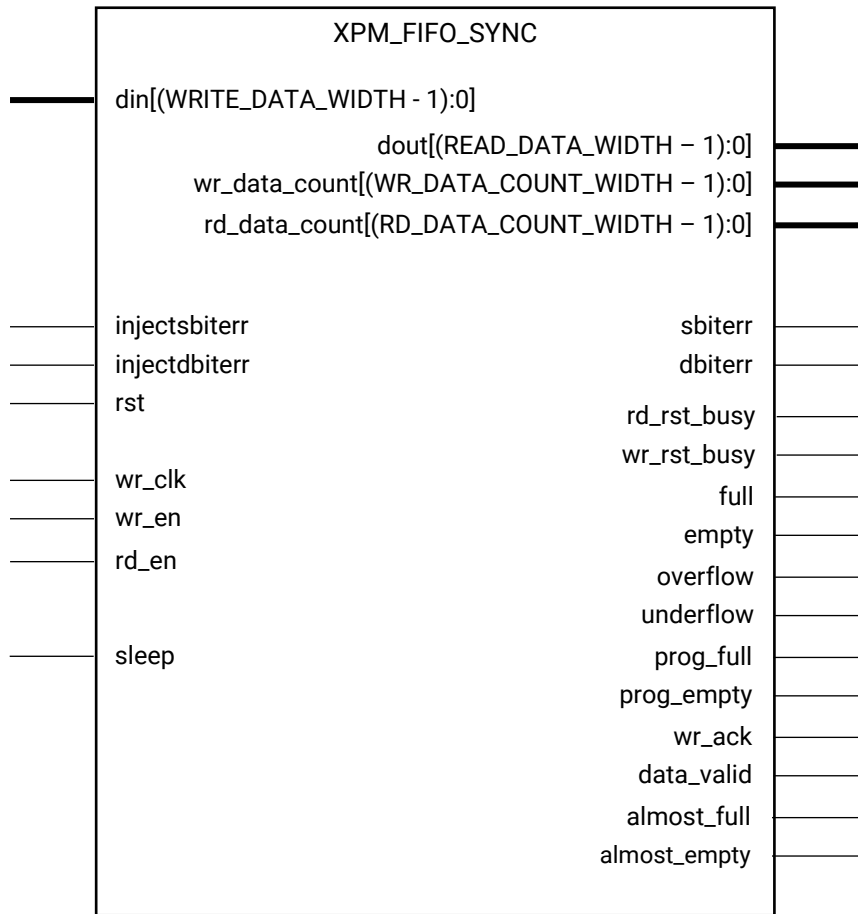 XPM_FIFO_SYNC
din[(WRITE_DATA_WIDTH - 1):0]
dout[(READ_DATA_WIDTH – 1):0]
wr_data_count[(WR_DATA_COUNT_WIDTH – 1):0]
rd_data_count[(RD_DATA_COUNT_WIDTH – 1):0]
injectsbiterr
sbiterr
injectdbiterr
dbiterr
rst
rd_rst_busy
wr_rst_busy
wr_clk
full
wr_en
empty
rd_en
overflow
underflow
sleep
prog_full
prog_empty
wr_ack
data_valid
almost_full
almost_empty